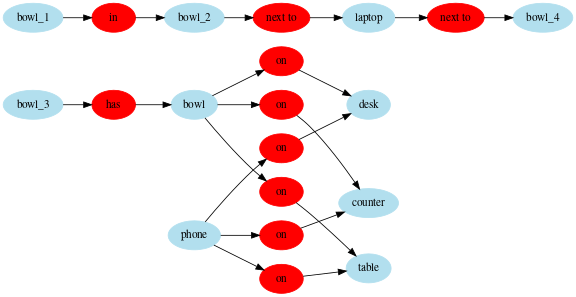 bowl_1 in bowl_2 next to laptop next to bowl_4
on
bowl_3 has bowl on desk
on
on
counter
phone on
table
on